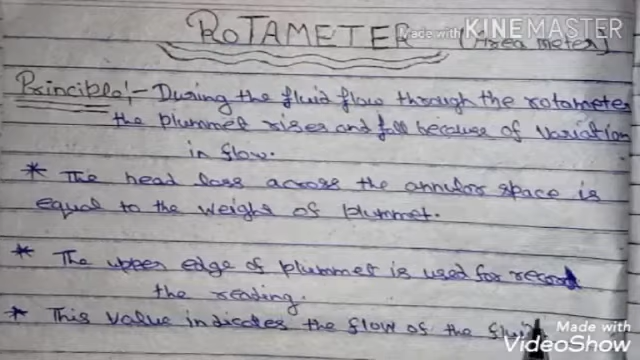 ROTAMETER (Area meter)
Made with KINEMASTER
Principle:- During the fluid flow through the rotameter
the plummet rises and fall because of variation
in flow.
* The head loss across the annular space is
equal to the weight of plummet.
* The upper edge of plummet is used for record
the reading.
* This value indicates the flow of the fluid
Made with
VideoShow